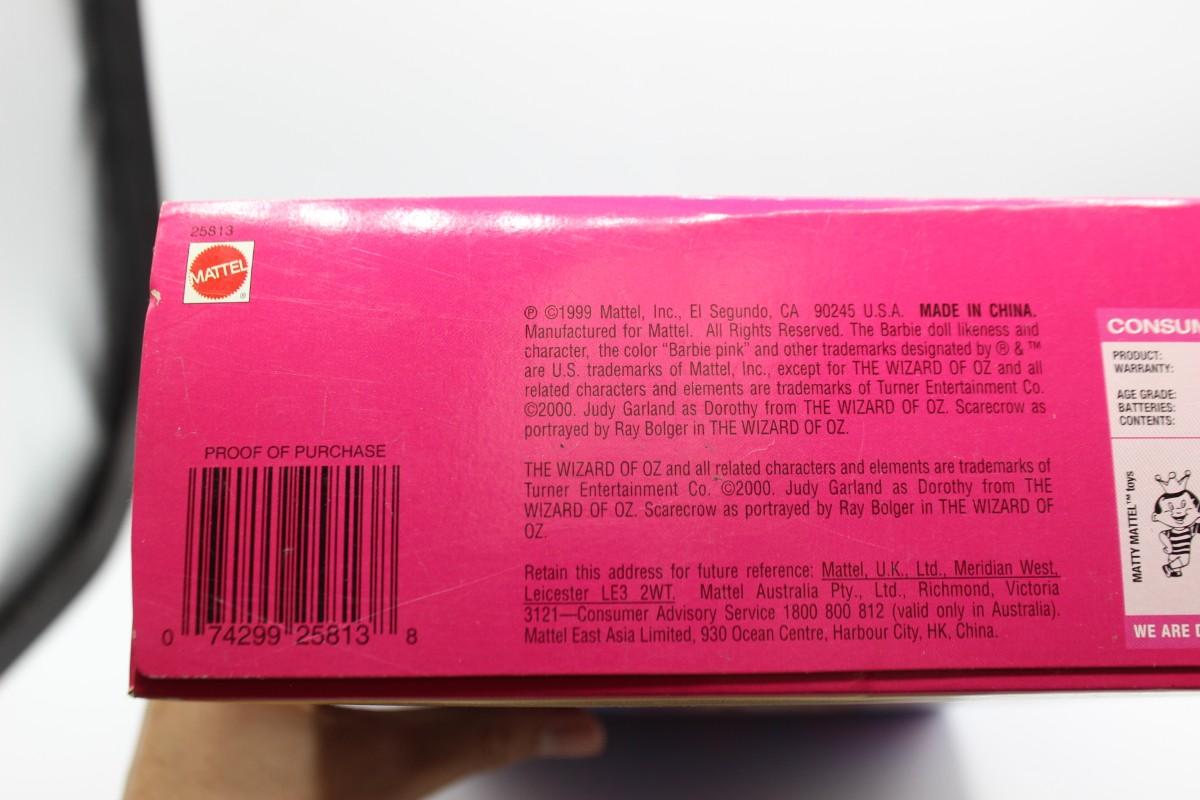 25813
MATTEL
®
℗ ©1999 Mattel, Inc., El Segundo, CA 90245 U.S.A. MADE IN CHINA.
Manufactured for Mattel. All Rights Reserved. The Barbie doll likeness and
character, the color “Barbie pink” and other trademarks designated by ® & ™
are U.S. trademarks of Mattel, Inc., except for THE WIZARD OF OZ and all
related characters and elements are trademarks of Turner Entertainment Co.
©2000. Judy Garland as Dorothy from THE WIZARD OF OZ. Scarecrow as
portrayed by Ray Bolger in THE WIZARD OF OZ.
THE WIZARD OF OZ and all related characters and elements are trademarks of
Turner Entertainment Co. ©2000. Judy Garland as Dorothy from THE
WIZARD OF OZ. Scarecrow as portrayed by Ray Bolger in THE WIZARD OF
OZ.
Retain this address for future reference: Mattel, U.K., Ltd., Meridian West,
Leicester LE3 2WT. Mattel Australia Pty., Ltd., Richmond, Victoria
3121—Consumer Advisory Service 1800 800 812 (valid only in Australia).
Mattel East Asia Limited, 930 Ocean Centre, Harbour City, HK, China.
PROOF OF PURCHASE
0 74299 25813 8
CONSUM
PRODUCT:
WARRANTY:
AGE GRADE:
BATTERIES:
CONTENTS:
MATTY MATTEL™ toys
WE ARE D